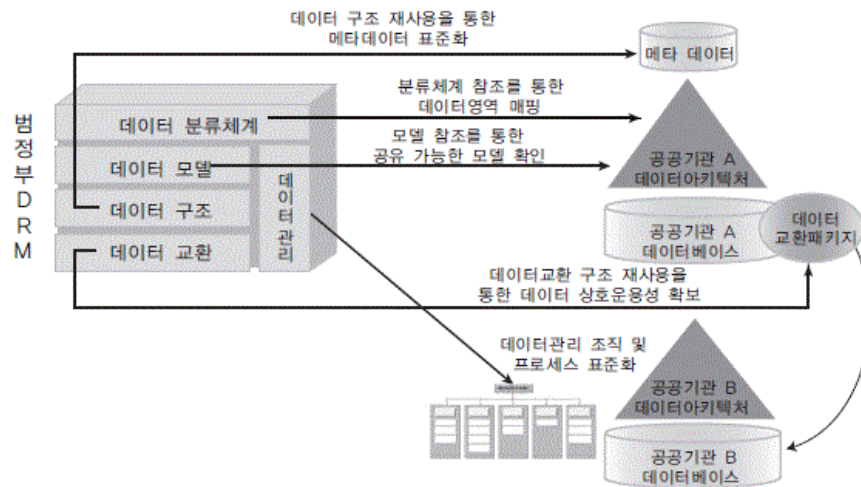 데이터 구조 재사용을 통한
메타데이터 표준화
메타 데이터
범정부DRM
데이터 분류체계
데이터 모델
데이터 구조
데이터 교환
데이터 관리
분류체계 참조를 통한
데이터영역 매핑
모델 참조를 통한
공유 가능한 모델 확인
공공기관 A
데이터아키텍처
공공기관 A
데이터베이스
데이터
교환패키지
데이터교환 구조 재사용을
통한 데이터 상호운용성 확보
데이터관리 조직 및
프로세스 표준화
공공기관 B
데이터아키텍처
공공기관 B
데이터베이스